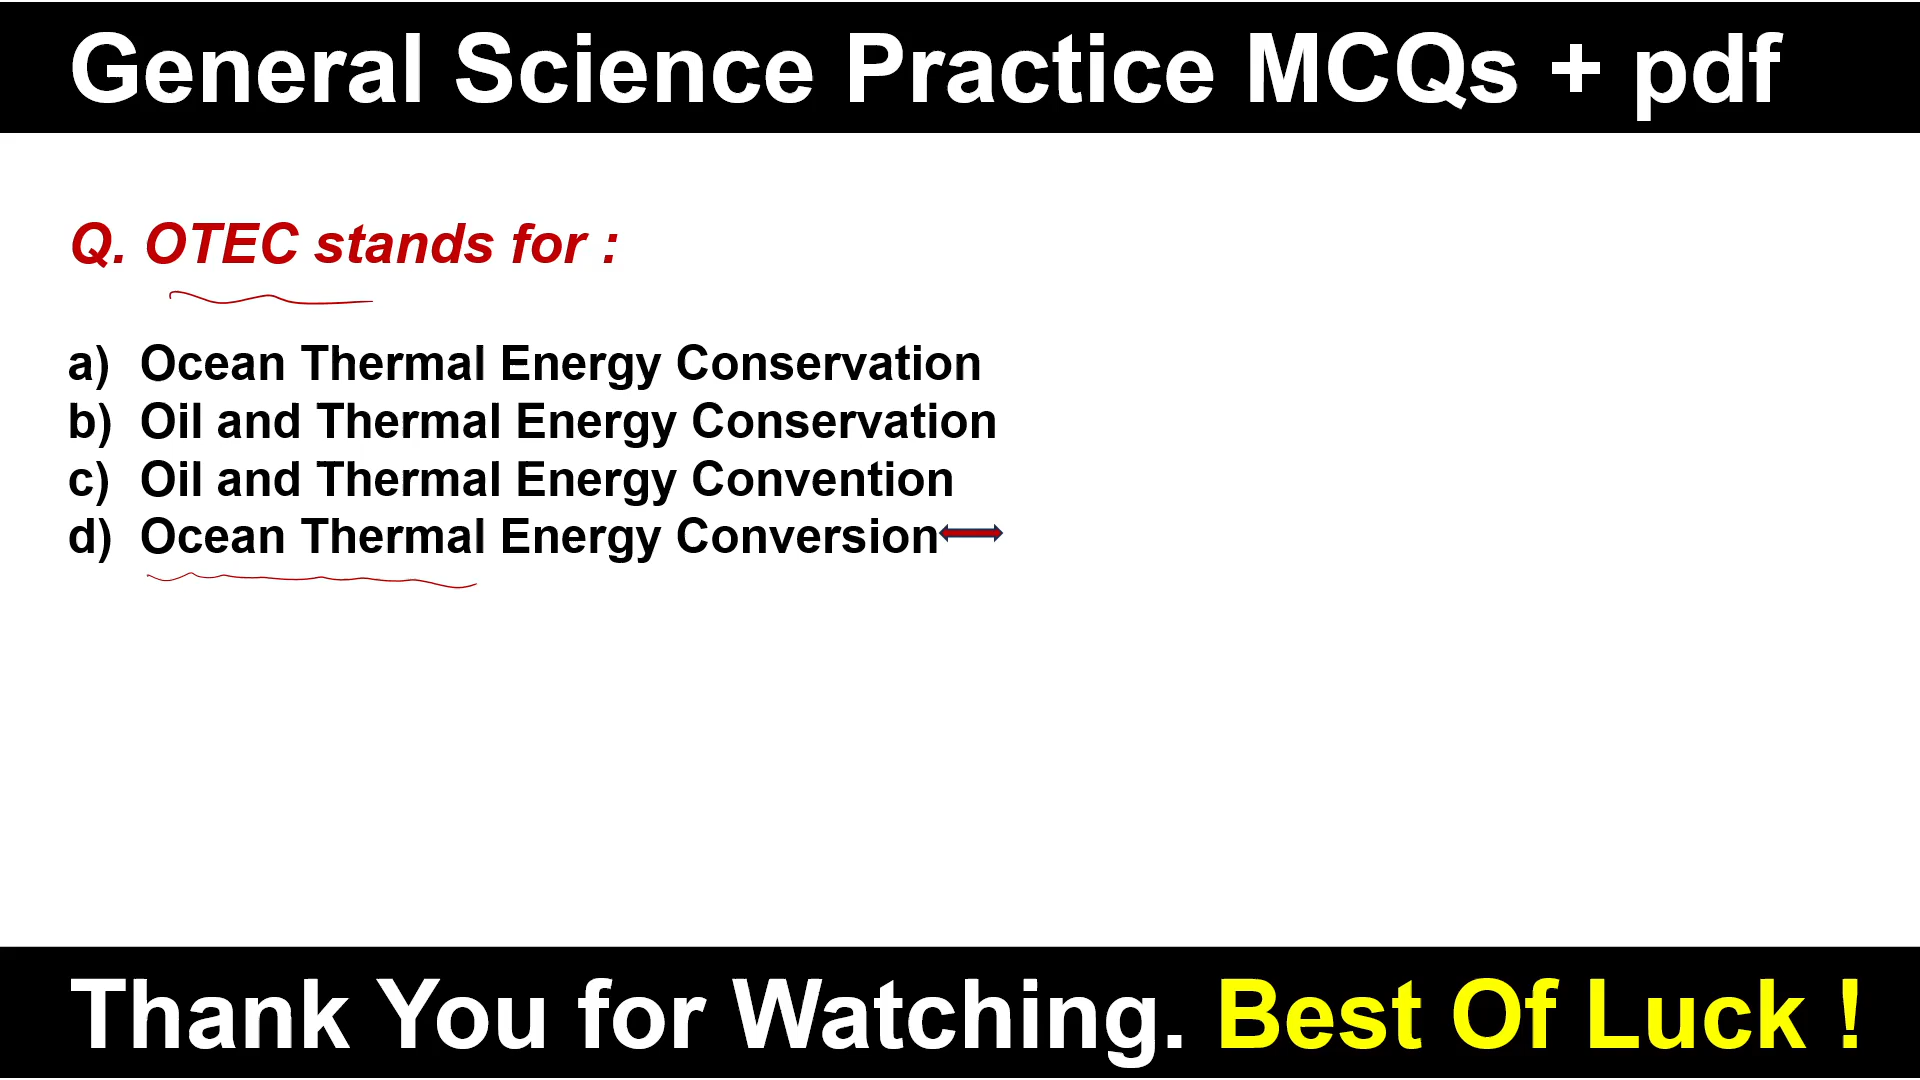 General Science Practice MCQs + pdf
Q. OTEC stands for :
a) Ocean Thermal Energy Conservation
b) Oil and Thermal Energy Conservation
c) Oil and Thermal Energy Convention
d) Ocean Thermal Energy Conversion
Thank You for Watching. Best Of Luck !